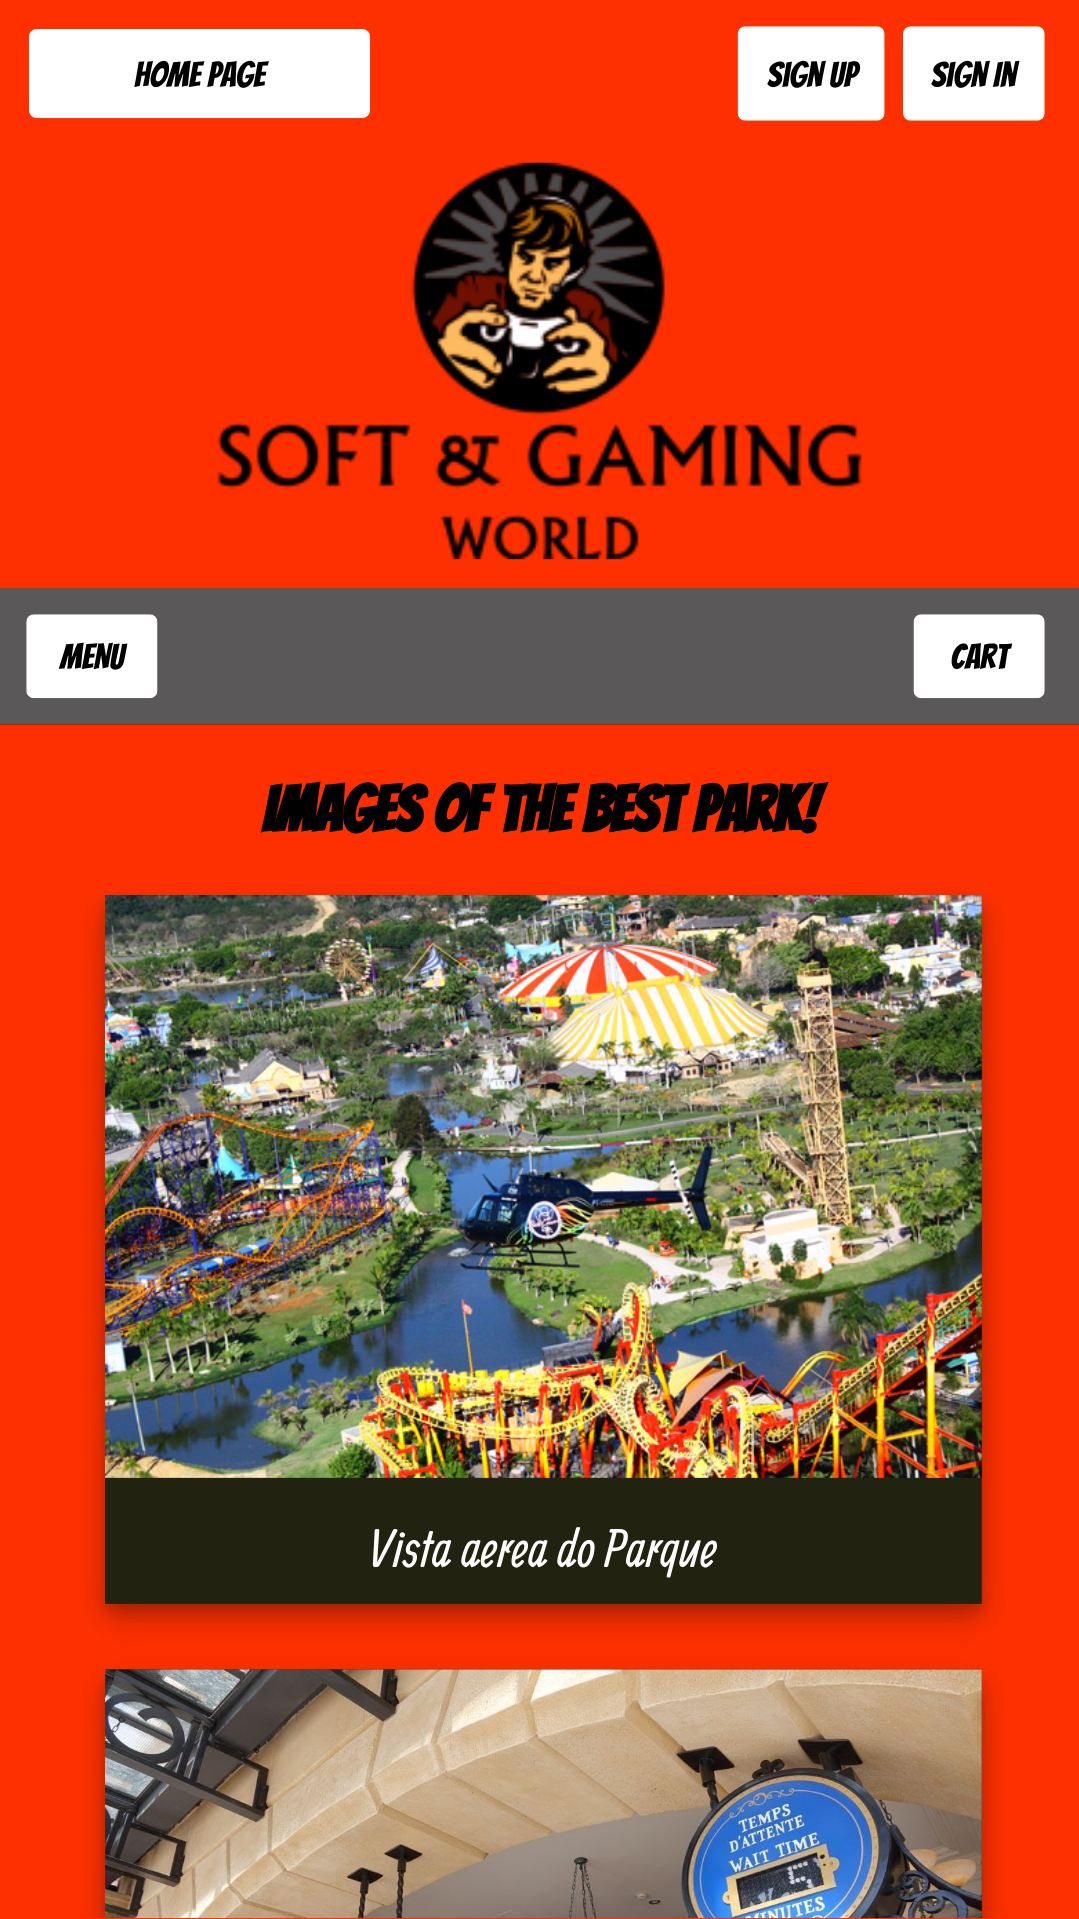 HOME PAGE
SIGN UP
SIGN IN
SOFT & GAMING
WORLD
MENU
CART
IMAGES OF THE BEST PARK!
Vista aerea do Parque
TEMPS
D'ATTENTE
WAIT TIME
MINUTES